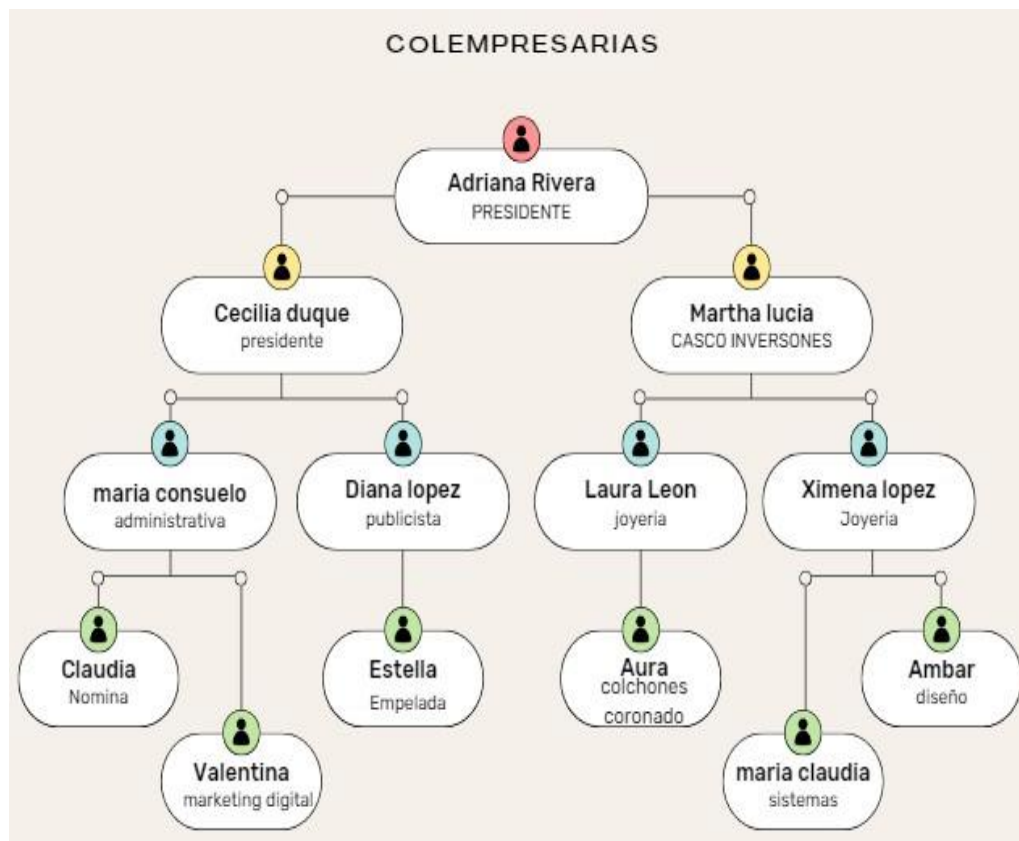 COLEMPRESARIAS
Adriana Rivera
PRESIDENTE
Cecilia duque
presidente
Martha lucia
CASCO INVERSONES
maria consuelo
administrativa
Diana lopez
publicista
Laura Leon
joyeria
Ximena lopez
Joyeria
Claudia
Nomina
Valentina
marketing digital
Estella
Empelada
Aura
colchones
coronado
maria claudia
sistemas
Ambar
diseño